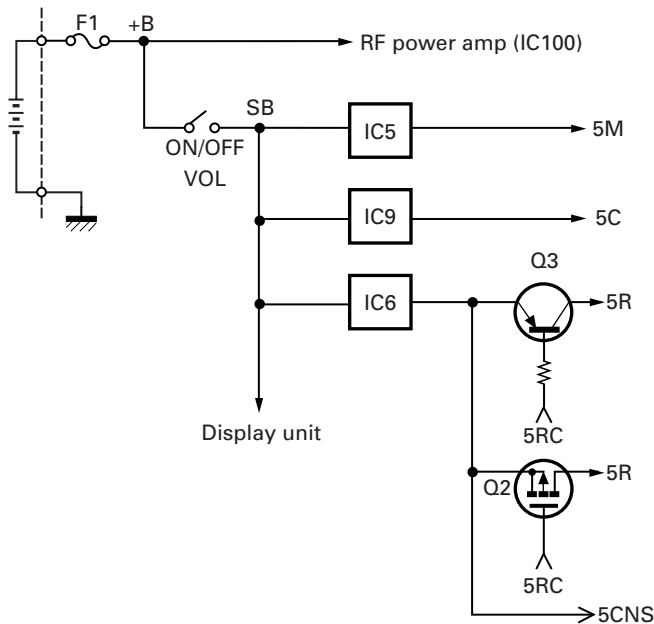 F1
+B
RF power amp (IC100)
SB
ON/OFF
VOL
IC5
5M
IC9
5C
IC6
Q3
5R
5RC
Display unit
Q2
5R
5RC
5CNS